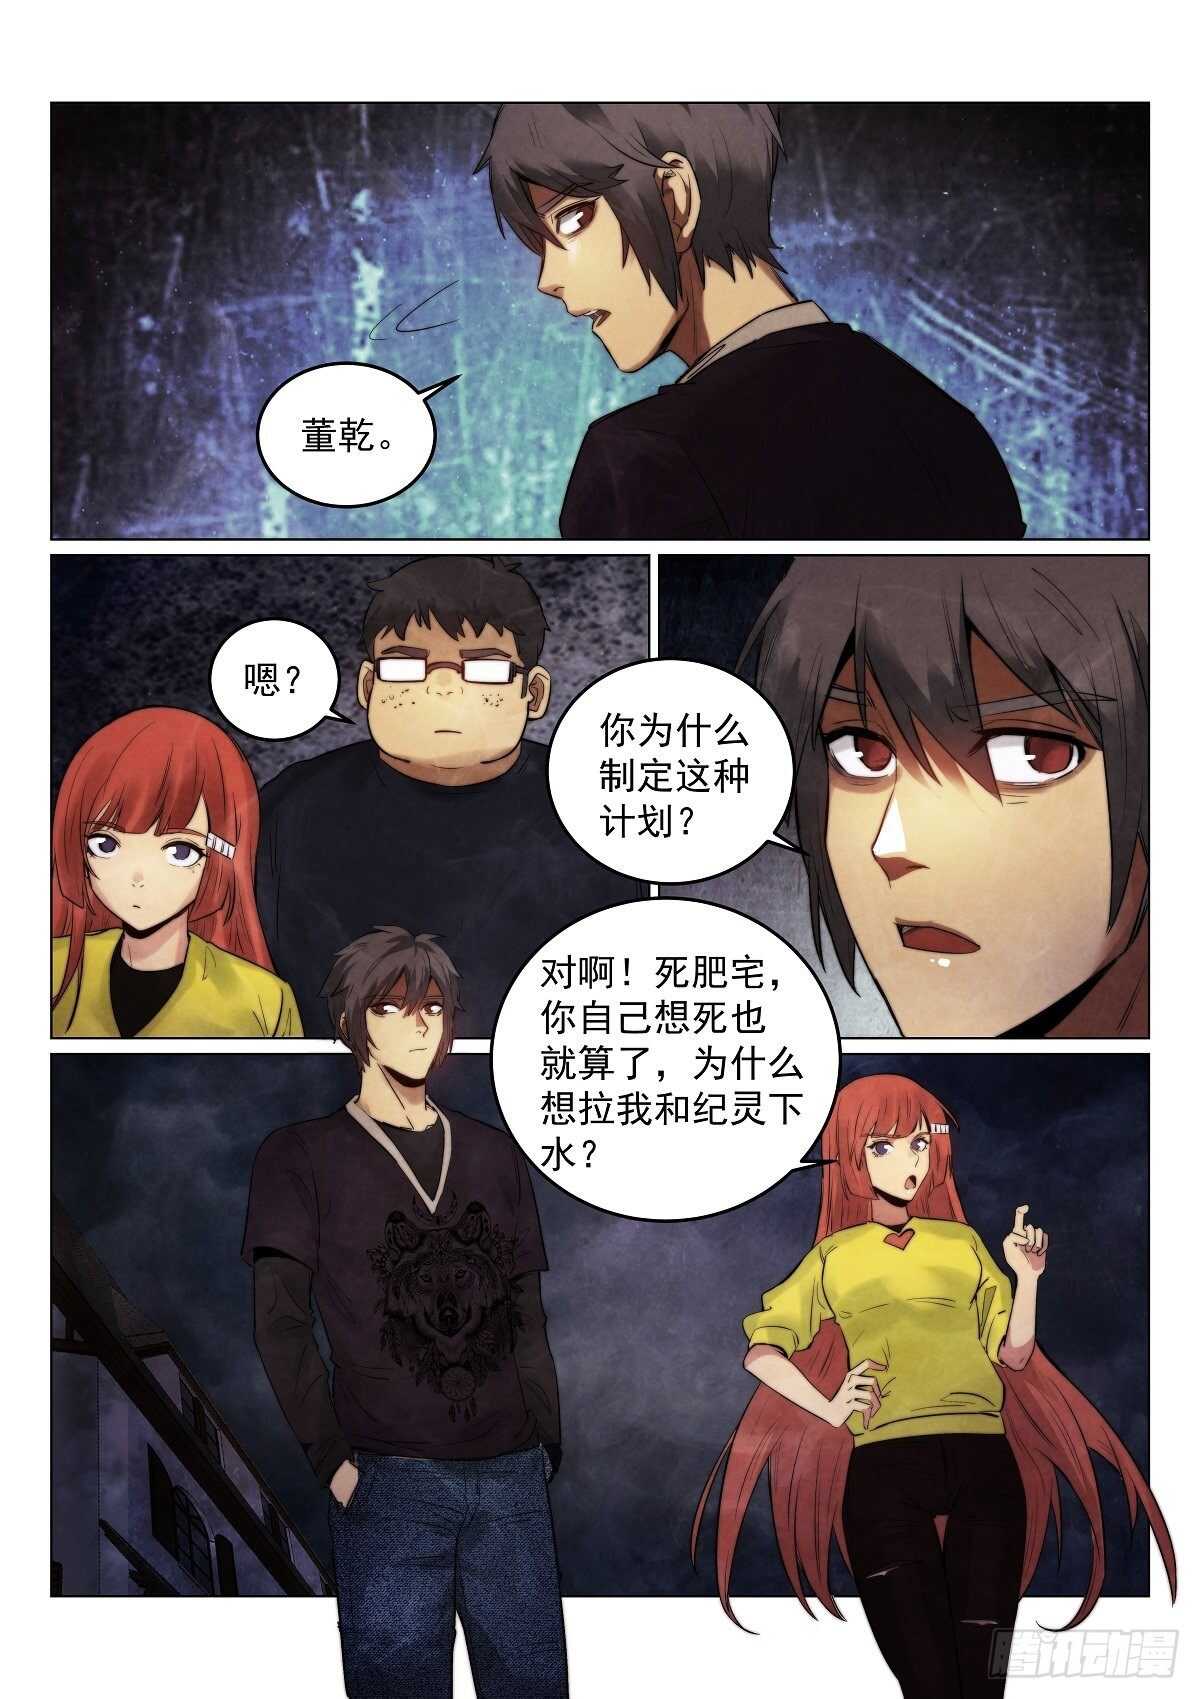 董乾。
嗯？
你为什么
制定这种
计划？
对啊！死肥宅，
你自己想死也
就算了，为什么
想拉我和纪灵下
水？
腾讯动漫